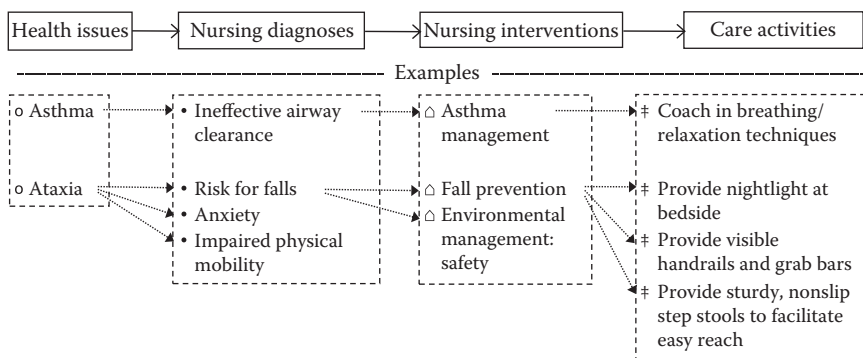 Health issues
Nursing diagnoses
Nursing interventions
Care activities
Examples
o Asthma
• Ineffective airway
clearance
⌂ Asthma
management
‡ Coach in breathing/
relaxation techniques
o Ataxia
• Risk for falls
• Anxiety
• Impaired physical
mobility
⌂ Fall prevention
⌂ Environmental
management:
safety
‡ Provide nightlight at
bedside
‡ Provide visible
handrails and grab bars
‡ Provide sturdy, nonslip
step stools to facilitate
easy reach